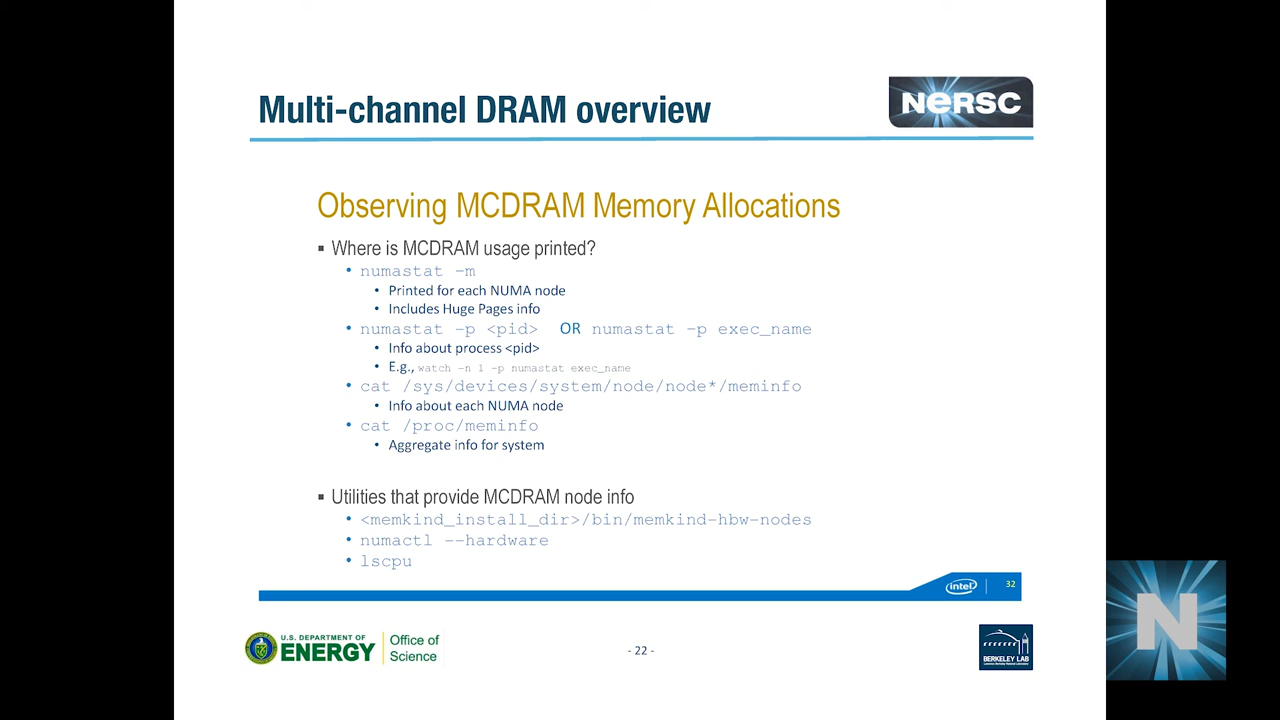 Multi-channel DRAM overview
NERSC
Observing MCDRAM Memory Allocations
▪ Where is MCDRAM usage printed?
• numastat -m
• Printed for each NUMA node
• Includes Huge Pages info
• numastat -p <pid> OR numastat -p exec_name
• Info about process <pid>
• E.g., watch -n 1 -p numastat exec_name
• cat /sys/devices/system/node/node*/meminfo
• Info about each NUMA node
• cat /proc/meminfo
• Aggregate info for system
▪ Utilities that provide MCDRAM node info
• <memkind_install_dir>/bin/memkind-hbw-nodes
• numactl --hardware
• lscpu
intel 32
U.S. DEPARTMENT OF
ENERGY
Office of
Science
- 22 -
BERKELEY LAB
N